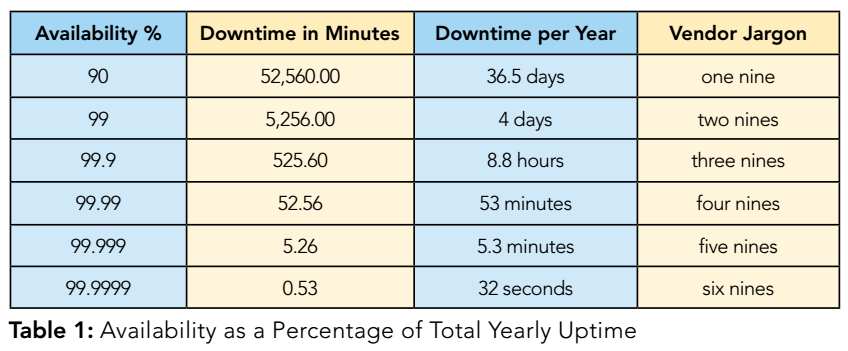 Availability % Downtime in Minutes Downtime per Year Vendor Jargon
90 52,560.00 36.5 days one nine
99 5,256.00 4 days two nines
99.9 525.60 8.8 hours three nines
99.99 52.56 53 minutes four nines
99.999 5.26 5.3 minutes five nines
99.9999 0.53 32 seconds six nines
Table 1: Availability as a Percentage of Total Yearly Uptime